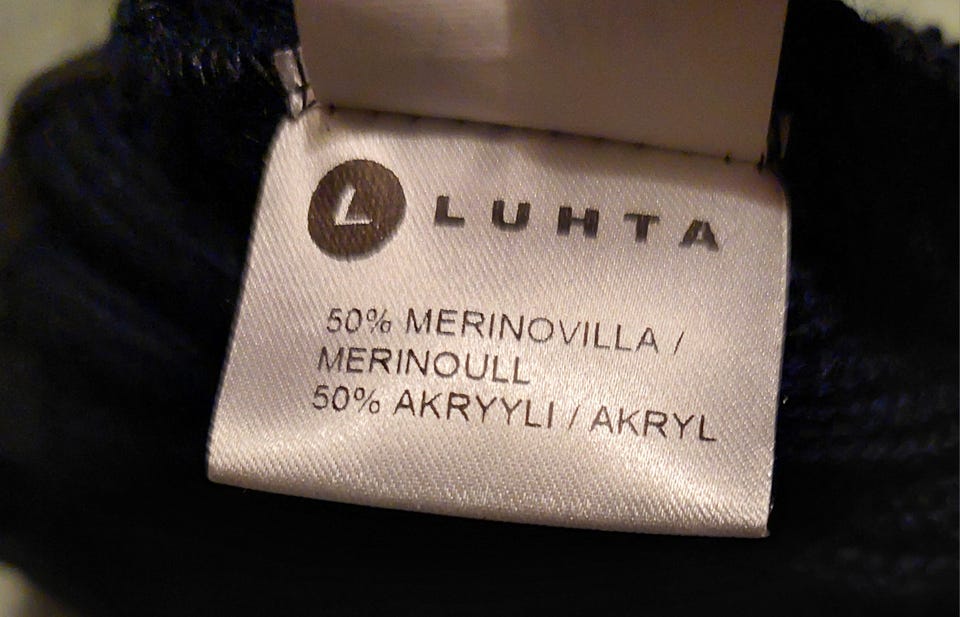 L LUHTA
50% MERINOVILLA /
MERINOULL
50% AKRYYLI / AKRYL